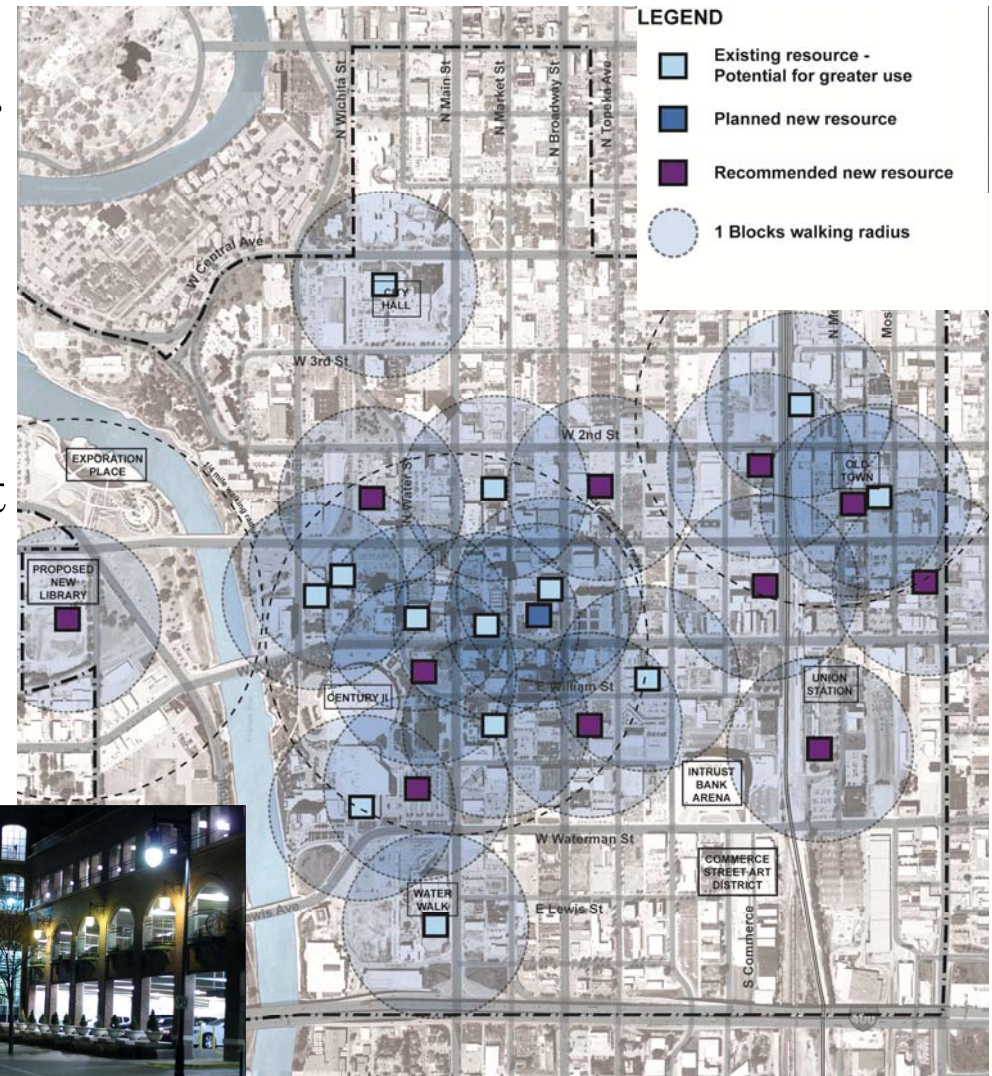 LEGEND
Existing resource -
Potential for greater use
Planned new resource
Recommended new resource
1 Blocks walking radius
N Wichita St
N Main St
N Market St
N Broadway St
N Topeka Ave
W Central Ave
CITY
HALL
W 3rd St
W 2nd St
EXPORATION
PLACE
OLD
TOWN
PROPOSED
NEW
LIBRARY
CENTURY II
E William St
UNION
STATION
INTRUST
BANK
ARENA
W Waterman St
COMMERCE
STREET ART
DISTRICT
WATER
WALK
E Lewis St
S Commerce
400